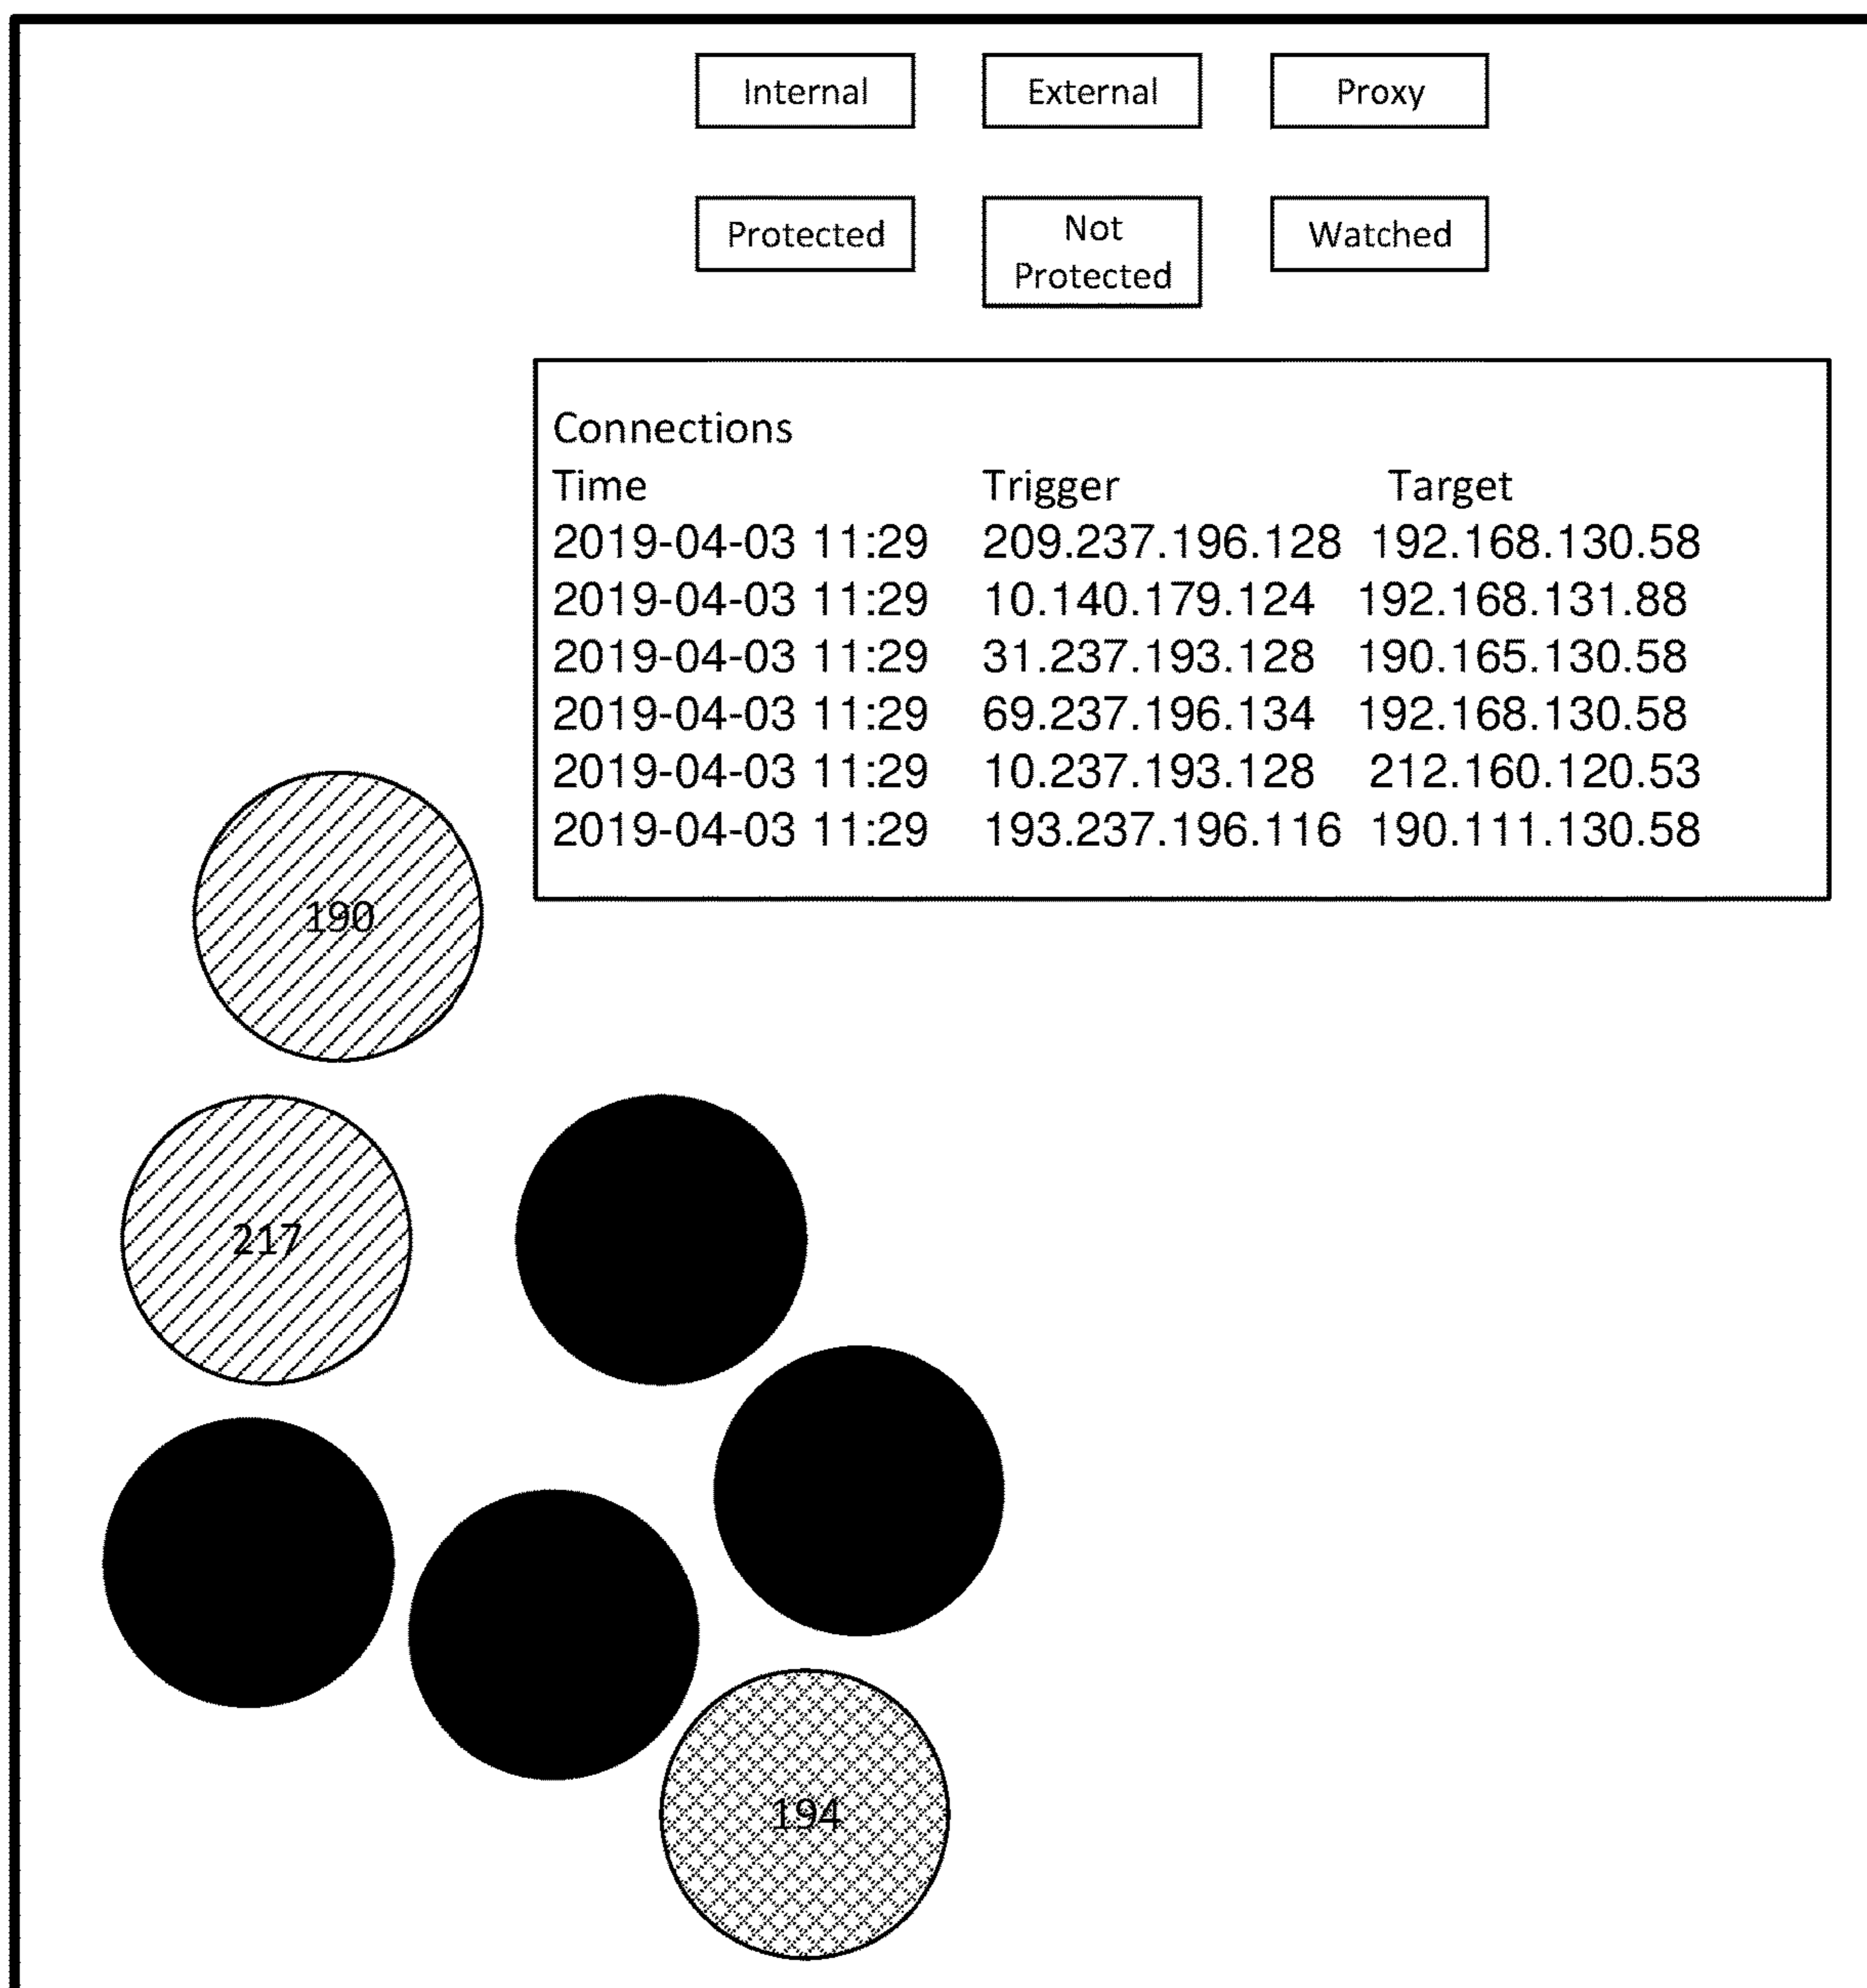 Internal External Proxy
Protected Not Protected Watched
Connections
Time Trigger Target
2019-04-03 11:29 209.237.196.128 192.168.130.58
2019-04-03 11:29 10.140.179.124 192.168.131.88
2019-04-03 11:29 31.237.193.128 190.165.130.58
2019-04-03 11:29 69.237.196.134 192.168.130.58
2019-04-03 11:29 10.237.193.128 212.160.120.53
2019-04-03 11:29 193.237.196.116 190.111.130.58
190
217
194